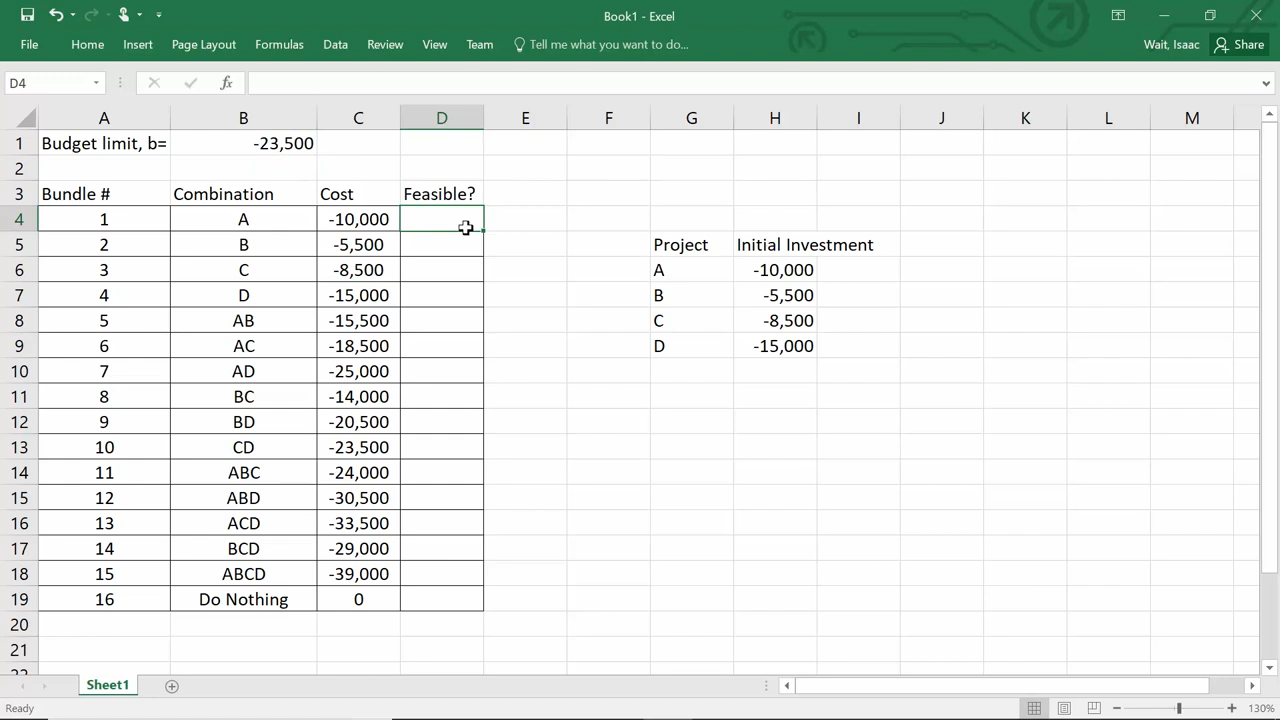 Book1 - Excel
File Home Insert Page Layout Formulas Data Review View Team Tell me what you want to do... Wait, Isaac Share
D4 fx
A B C D E F G H I J K L M
1 Budget limit, b= -23,500
2
3 Bundle # Combination Cost Feasible?
4 1 A -10,000
5 2 B -5,500 Project Initial Investment
6 3 C -8,500 A -10,000
7 4 D -15,000 B -5,500
8 5 AB -15,500 C -8,500
9 6 AC -18,500 D -15,000
10 7 AD -25,000
11 8 BC -14,000
12 9 BD -20,500
13 10 CD -23,500
14 11 ABC -24,000
15 12 ABD -30,500
16 13 ACD -33,500
17 14 BCD -29,000
18 15 ABCD -39,000
19 16 Do Nothing 0
20
21
22
Sheet1
Ready 130%